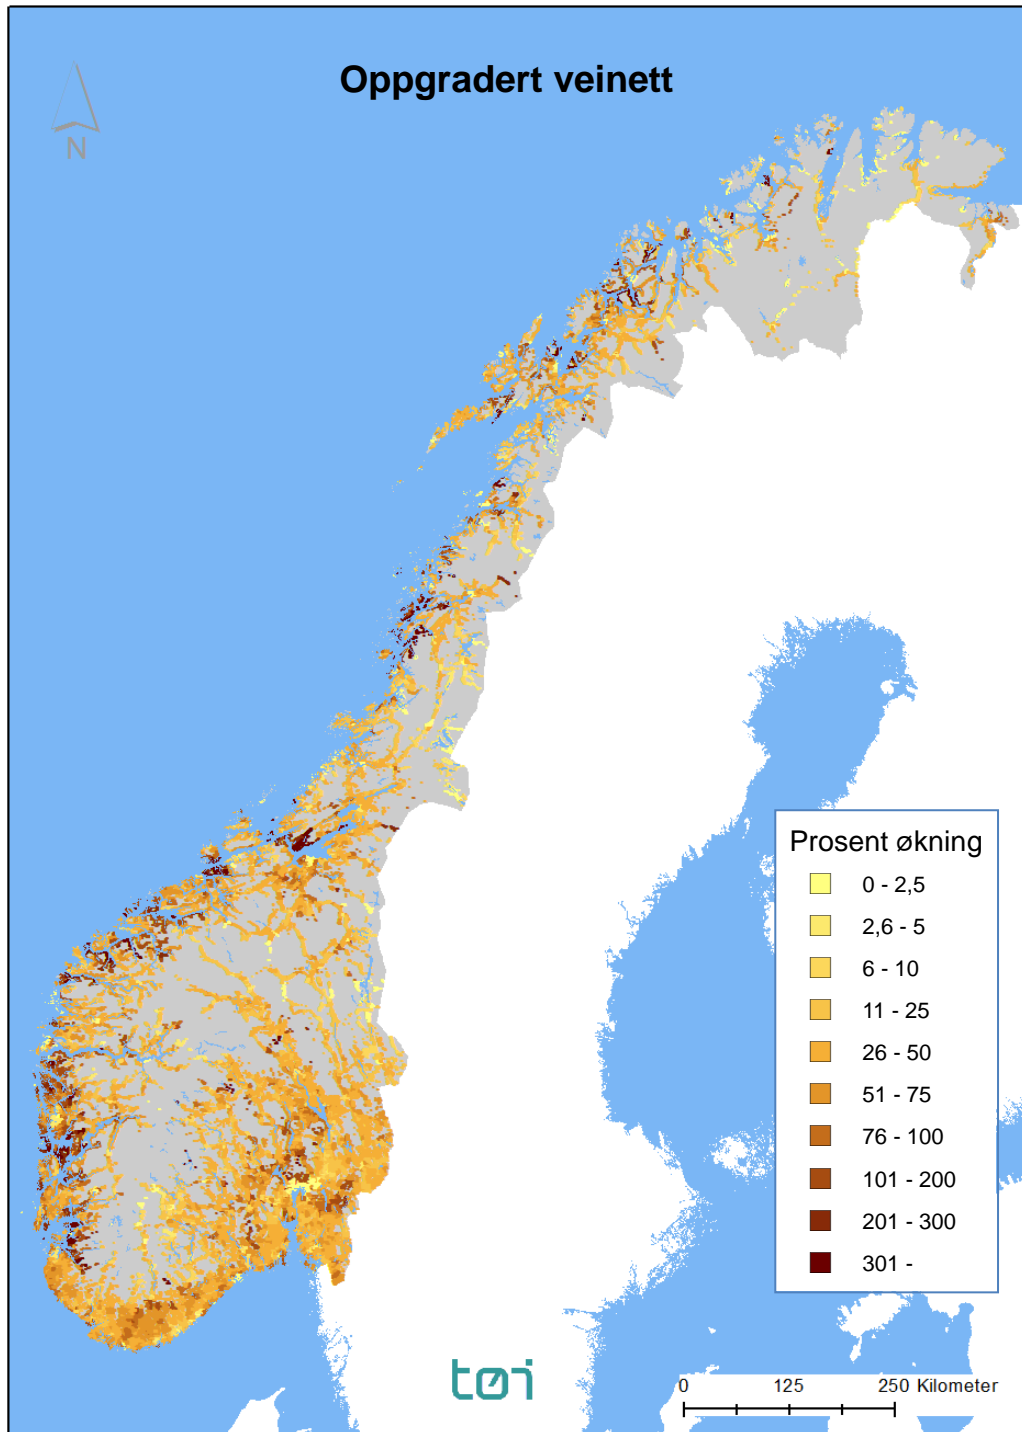 Oppgradert veinett
N
Prosent økning
0 - 2,5
2,6 - 5
6 - 10
11 - 25
26 - 50
51 - 75
76 - 100
101 - 200
201 - 300
301 -
tøi
0 125 250 Kilometer